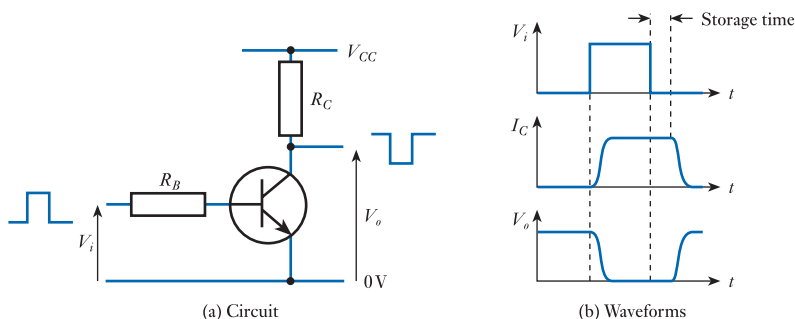 V_CC
R_C
R_B
V_i
V_o
0 V
(a) Circuit
Storage time
V_i
t
I_C
t
V_o
t
(b) Waveforms